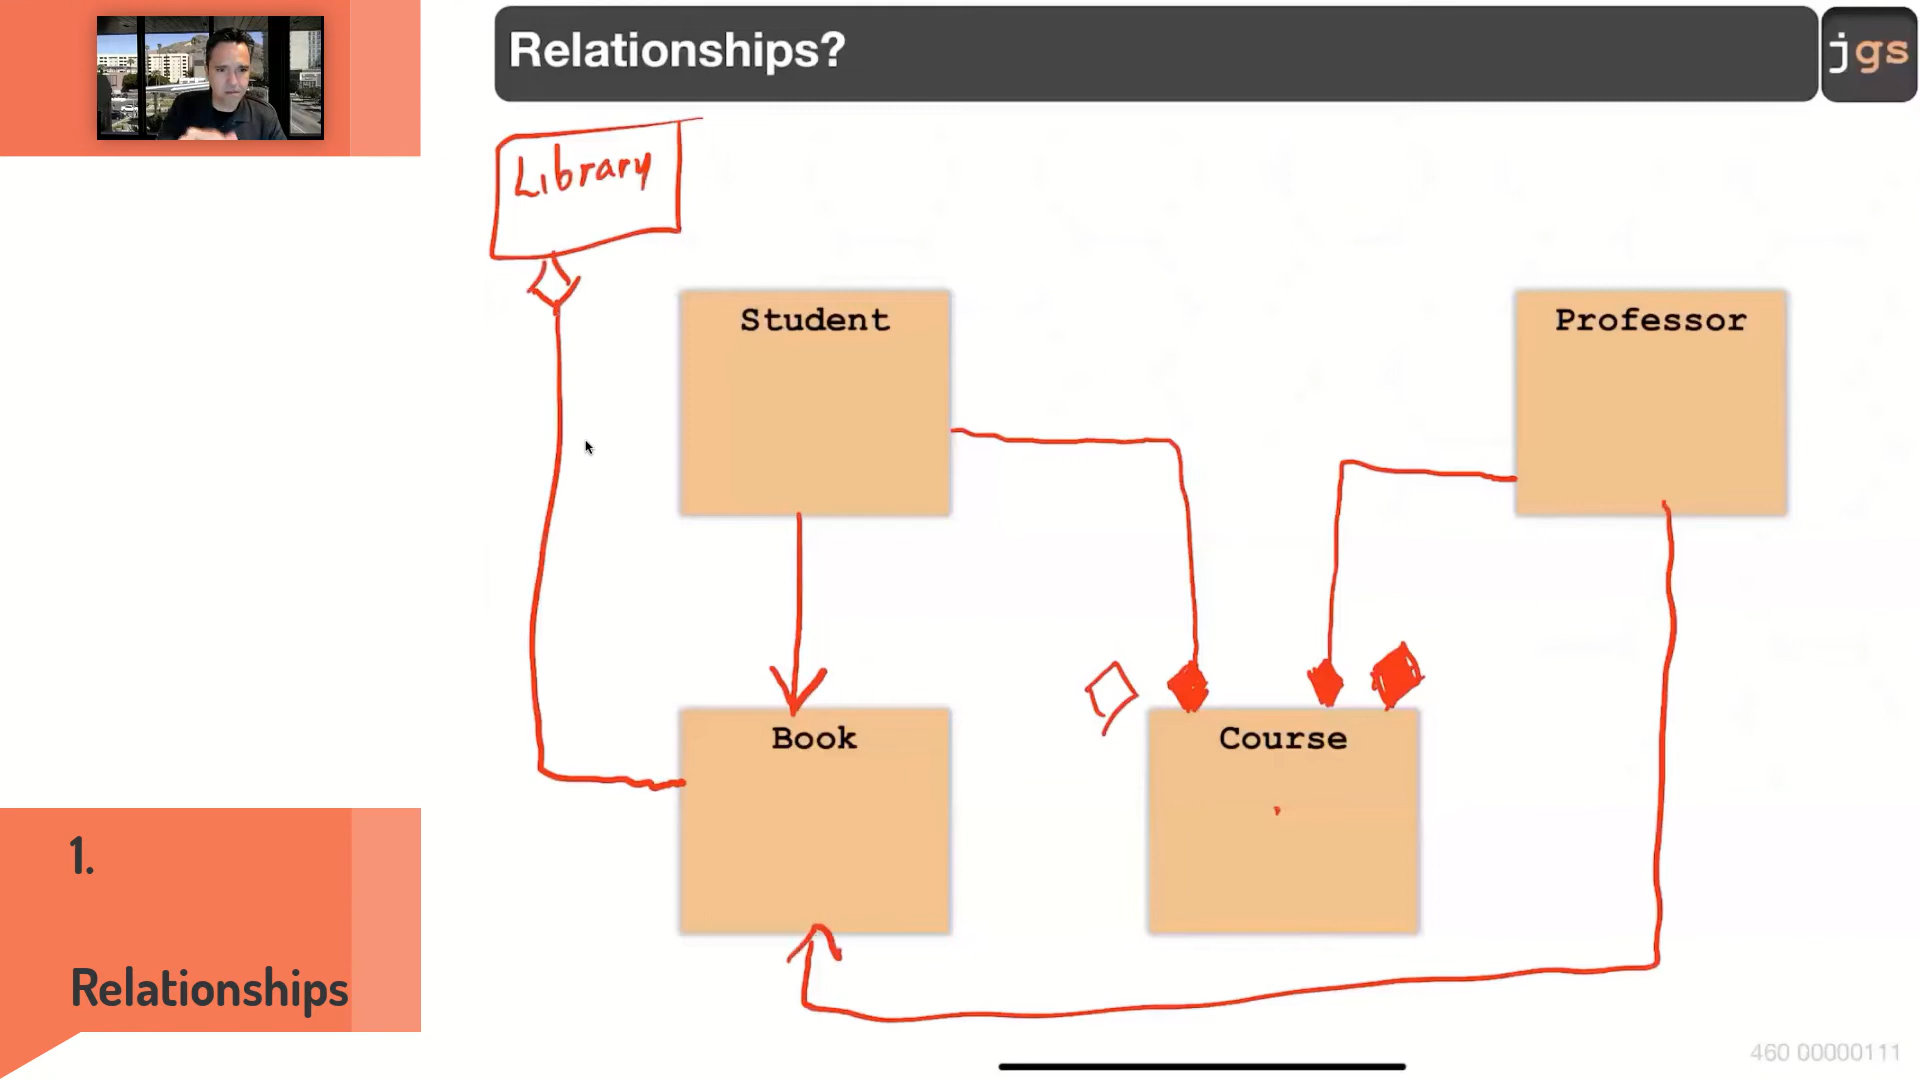 Relationships?
jgs
Library
Student
Professor
Book
Course
1.
Relationships
460 00000111